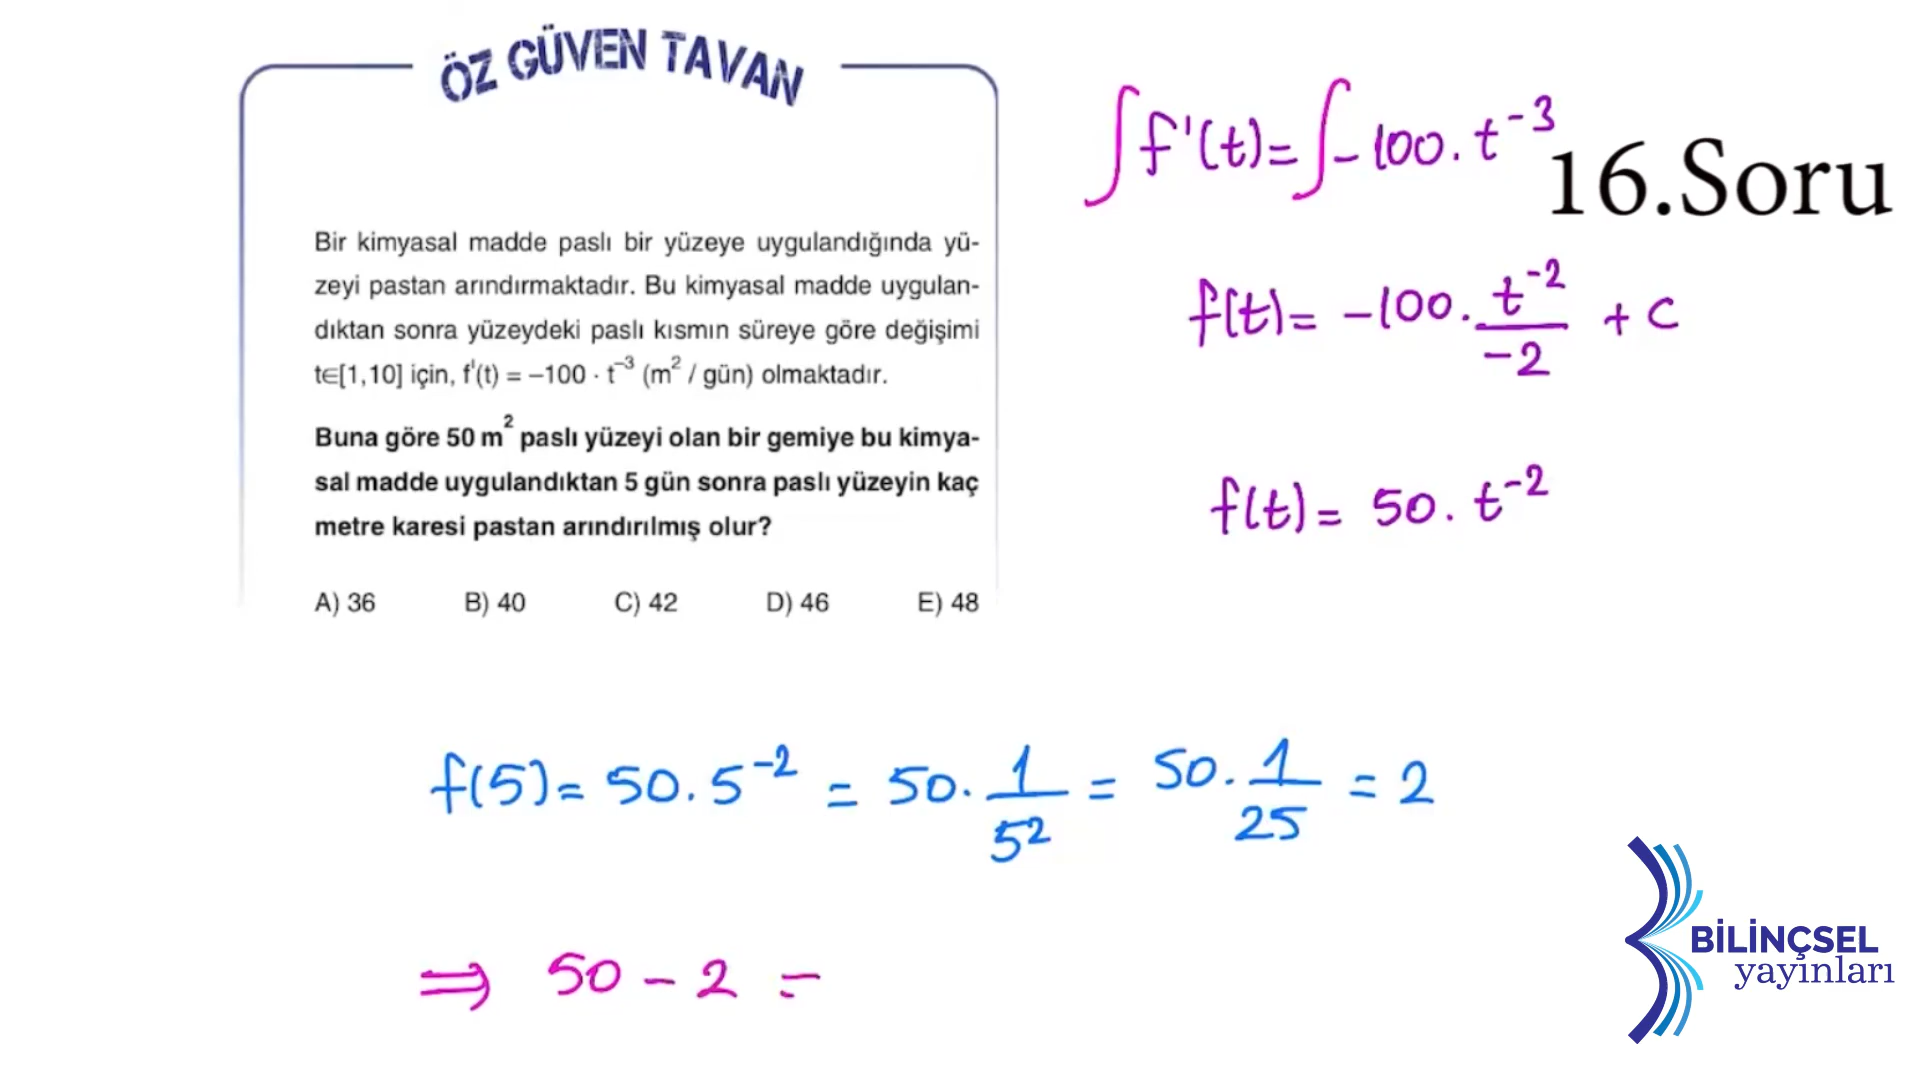 ÖZ GÜVEN TAVAN
Bir kimyasal madde paslı bir yüzeye uygulandığında yü-
zeyi pastan arındırmaktadır. Bu kimyasal madde uygulan-
dıktan sonra yüzeydeki paslı kısmın süreye göre değişimi
t∈[1,10] için, f'(t) = –100 · t⁻³ (m² / gün) olmaktadır.
Buna göre 50 m² paslı yüzeyi olan bir gemiye bu kimya-
sal madde uygulandıktan 5 gün sonra paslı yüzeyin kaç
metre karesi pastan arındırılmış olur?
A) 36 B) 40 C) 42 D) 46 E) 48
∫f'(t) = ∫-100.t⁻³
16.Soru
f(t) = -100. t⁻²/-2 + c
f(t) = 50. t⁻²
f(5) = 50.5⁻² = 50. 1/5² = 50. 1/25 = 2
⇒ 50 - 2 =
BİLİNÇSEL
yayınları